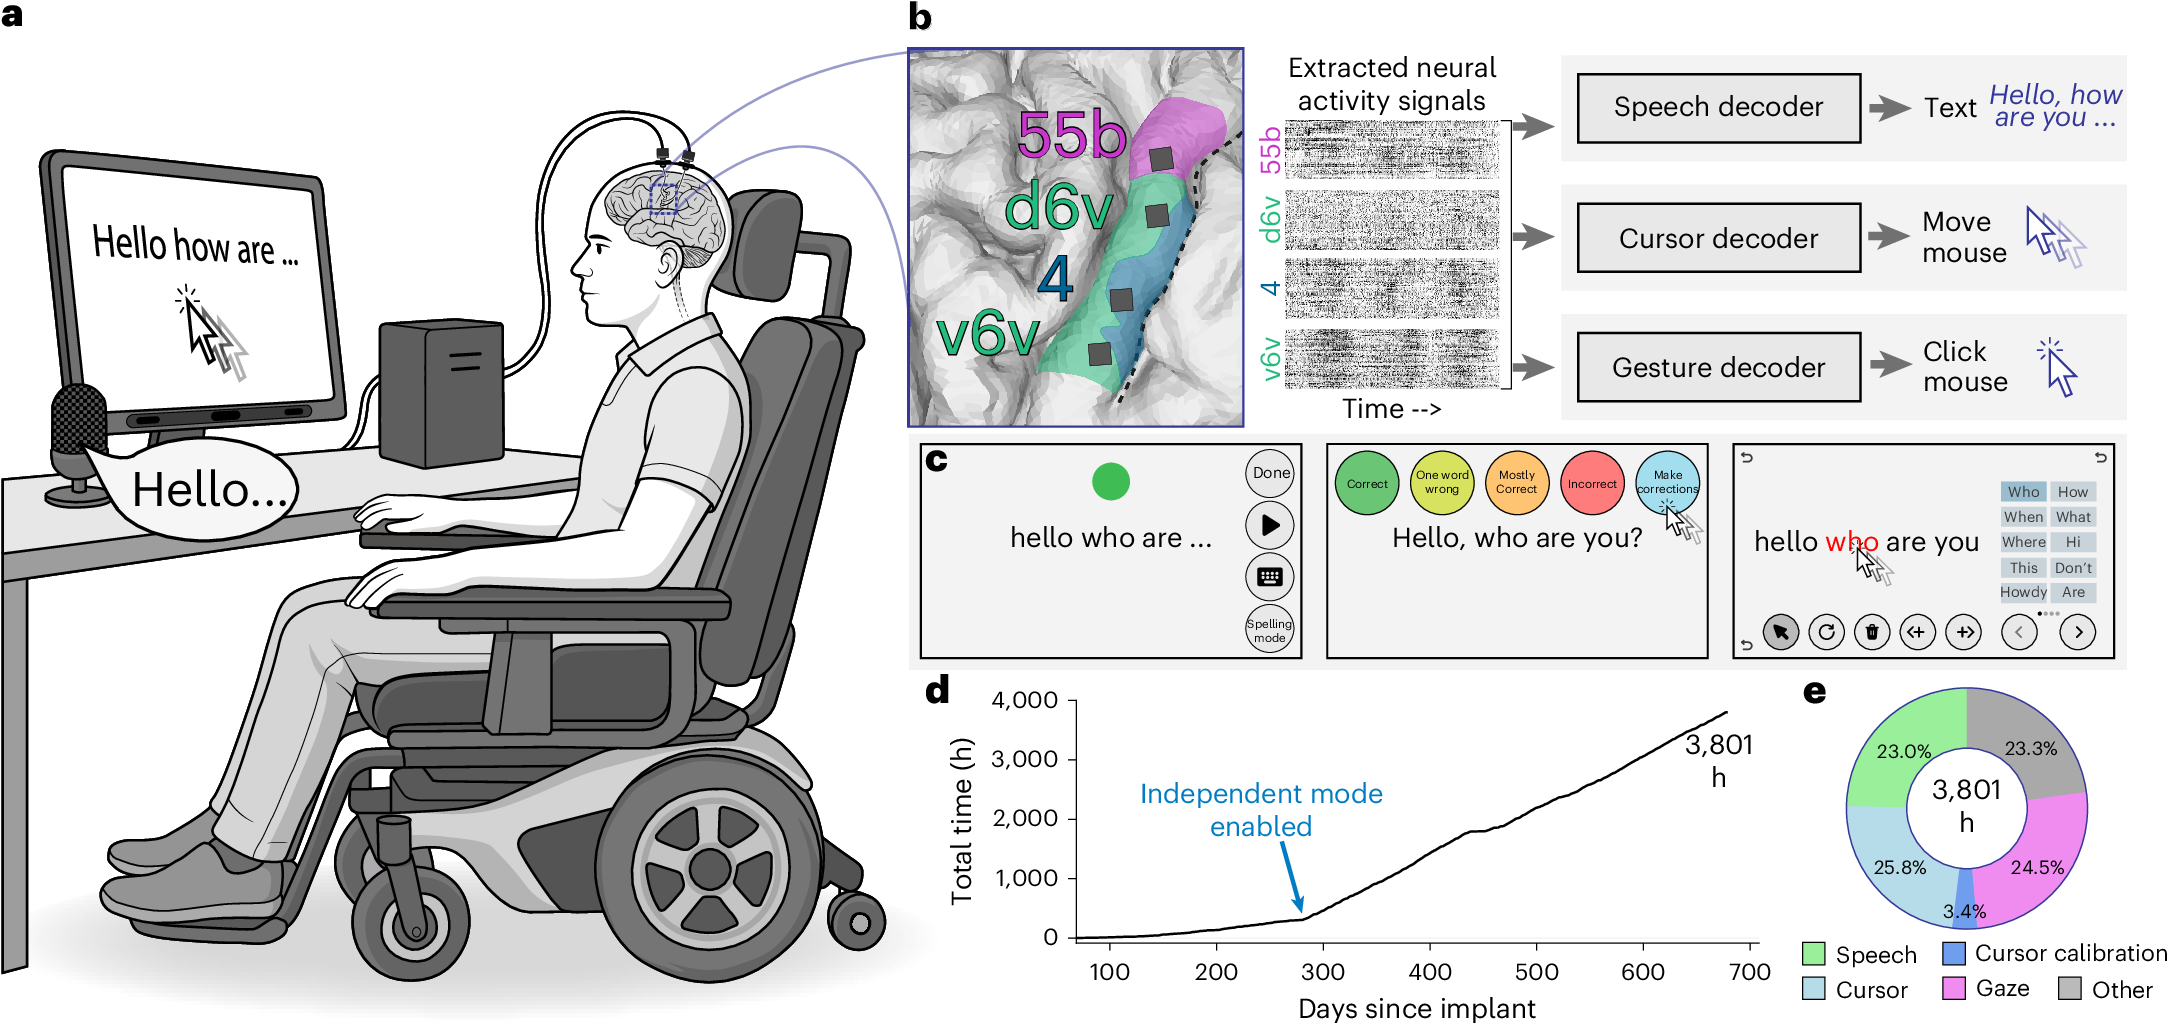 a
Hello how are ...
Hello...
b
55b
d6v
4
v6v
Extracted neural
activity signals
55b
d6v
4
v6v
Time -->
Speech decoder
Text
Hello, how
are you ...
Cursor decoder
Move
mouse
Gesture decoder
Click
mouse
c
hello who are ...
Done
Spelling
mode
Correct
One word
wrong
Mostly
Correct
Incorrect
Make
corrections
Hello, who are you?
hello who are you
Who How
When What
Where Hi
This Don't
Howdy Are
d
Total time (h)
4,000
3,000
2,000
1,000
0
Independent mode
enabled
3,801
h
100 200 300 400 500 600 700
Days since implant
e
23.0%
23.3%
3,801
h
25.8%
24.5%
3.4%
Speech
Cursor calibration
Cursor
Gaze
Other